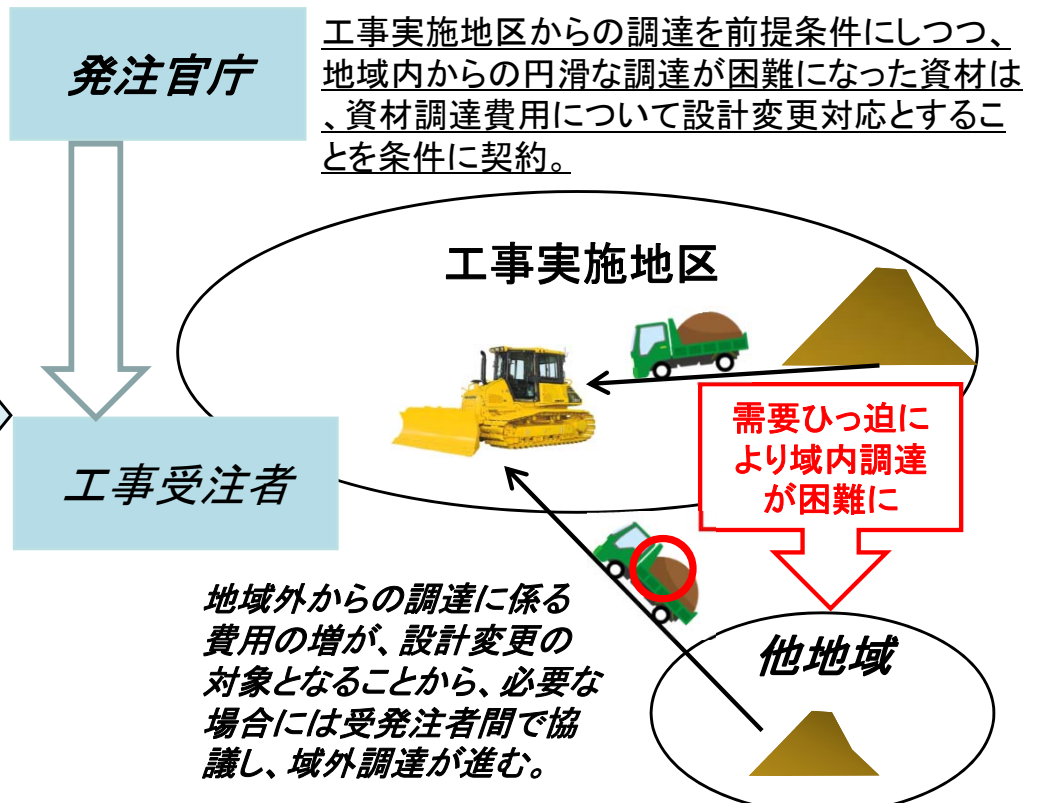 発注官庁
工事実施地区からの調達を前提条件にしつつ、
地域内からの円滑な調達が困難になった資材は
、資材調達費用について設計変更対応とするこ
とを条件に契約。
工事実施地区
需要ひっ迫に
より域内調達
が困難に
工事受注者
地域外からの調達に係る
費用の増が、設計変更の
対象となることから、必要な
場合には受発注者間で協
議し、域外調達が進む。
他地域